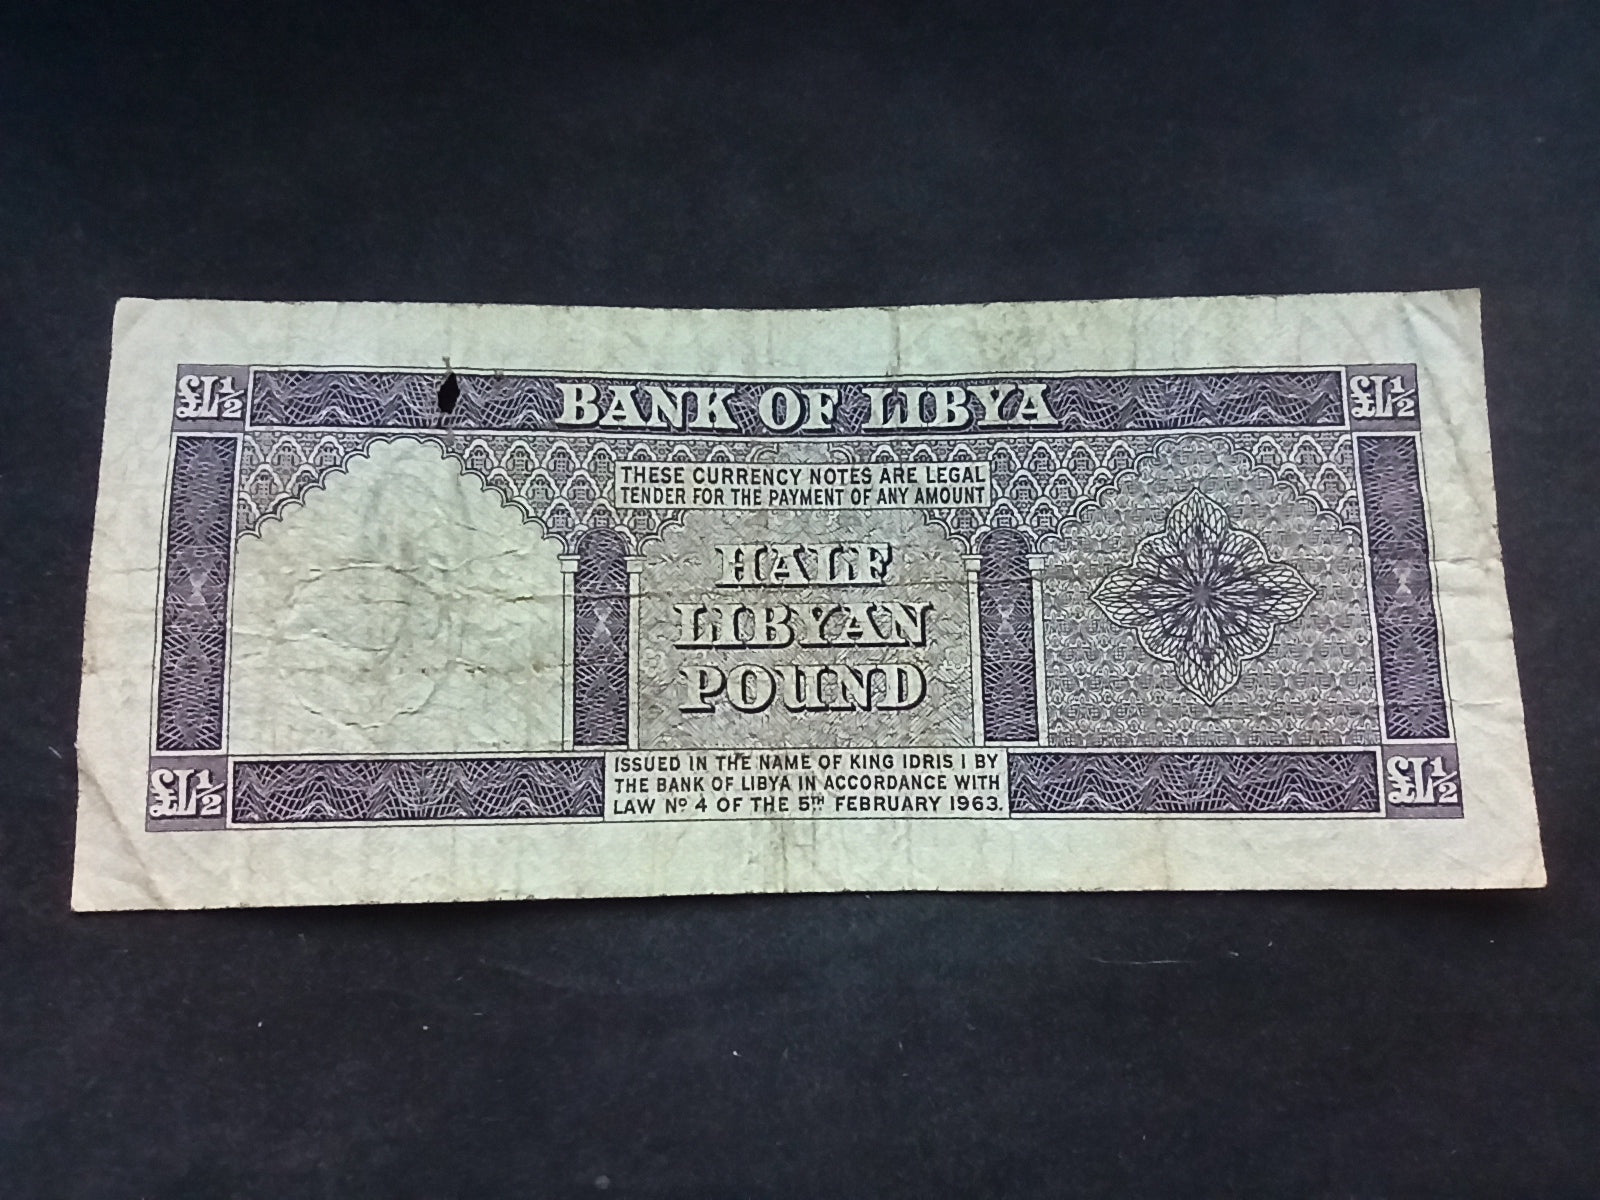 £L½ BANK OF LIBYA £L½
THESE CURRENCY NOTES ARE LEGAL
TENDER FOR THE PAYMENT OF ANY AMOUNT
HALF
LIBYAN
POUND
ISSUED IN THE NAME OF KING IDRIS I BY
THE BANK OF LIBYA IN ACCORDANCE WITH
LAW Nº 4 OF THE 5TH FEBRUARY 1963.
£L½ £L½